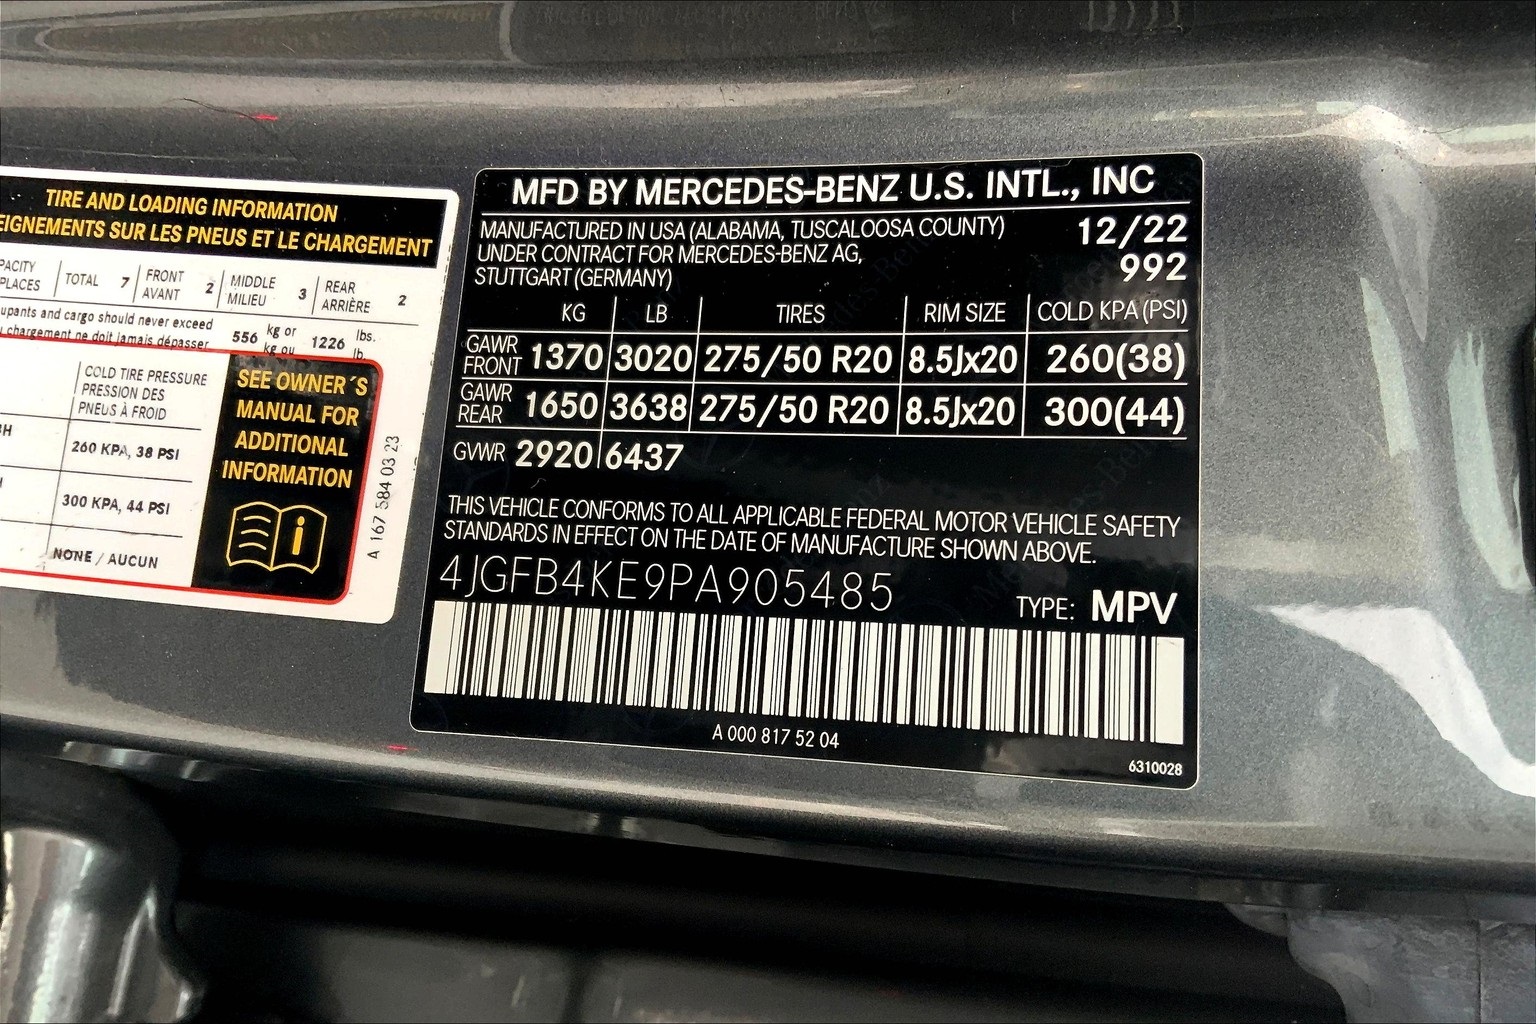 TIRE AND LOADING INFORMATION
EIGNEMENTS SUR LES PNEUS ET LE CHARGEMENT
PACITY TOTAL 7 FRONT 2 MIDDLE 3 REAR 2
PLACES AVANT MILIEU ARRIÈRE
upants and cargo should never exceed 556 kg or 1226 lbs.
chargement ne doit jamais dépasser kg ou lb.
COLD TIRE PRESSURE
PRESSION DES
PNEUS À FROID
260 KPA, 38 PSI
300 KPA, 44 PSI
NONE / AUCUN
SEE OWNER´S
MANUAL FOR
ADDITIONAL
INFORMATION
A 167 584 03 23
MFD BY MERCEDES-BENZ U.S. INTL., INC
MANUFACTURED IN USA (ALABAMA, TUSCALOOSA COUNTY) 12/22
UNDER CONTRACT FOR MERCEDES-BENZ AG, 992
STUTTGART (GERMANY)
KG LB TIRES RIM SIZE COLD KPA (PSI)
GAWR FRONT 1370 3020 275/50 R20 8.5Jx20 260(38)
GAWR REAR 1650 3638 275/50 R20 8.5Jx20 300(44)
GVWR 2920 6437
THIS VEHICLE CONFORMS TO ALL APPLICABLE FEDERAL MOTOR VEHICLE SAFETY
STANDARDS IN EFFECT ON THE DATE OF MANUFACTURE SHOWN ABOVE.
4JGFB4KE9PA905485 TYPE: MPV
A 000 817 52 04
6310028